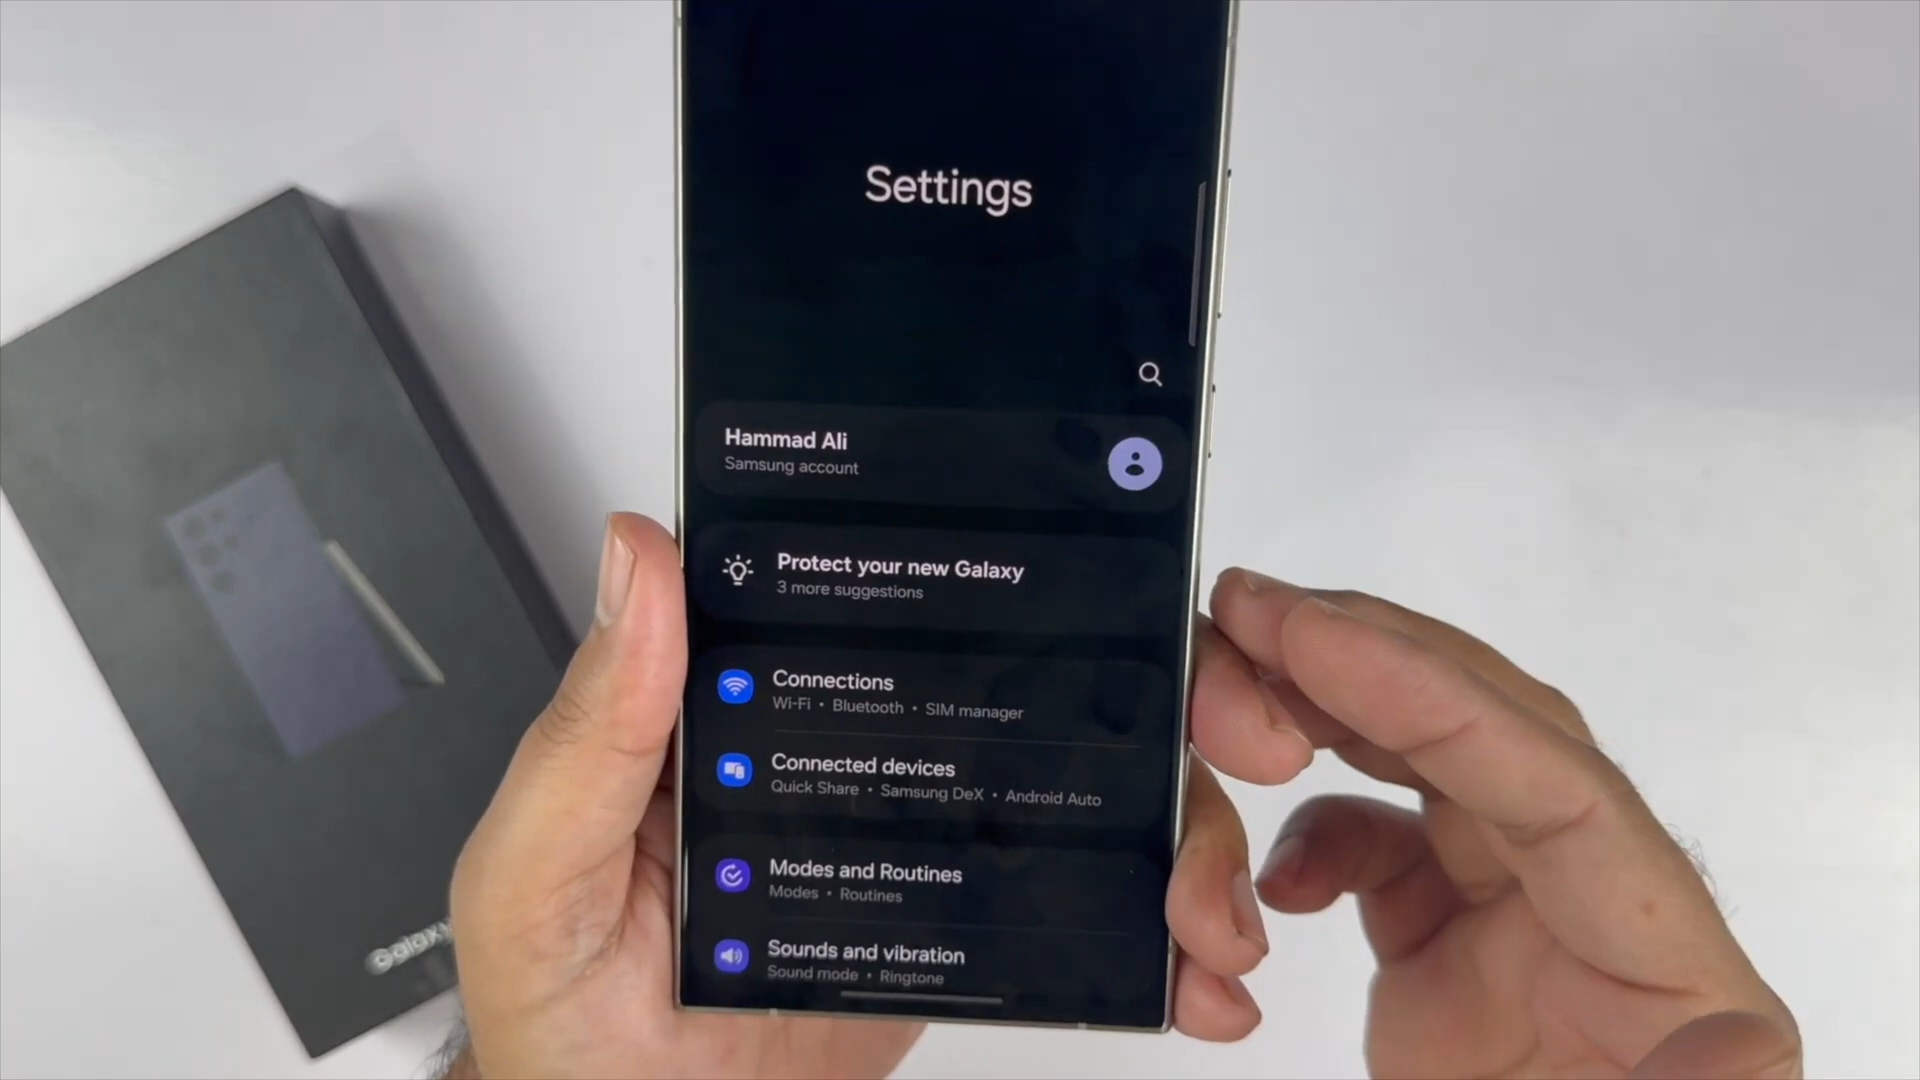 Settings
Hammad Ali
Samsung account
Protect your new Galaxy
3 more suggestions
Connections
Wi-Fi • Bluetooth • SIM manager
Connected devices
Quick Share • Samsung DeX • Android Auto
Modes and Routines
Modes • Routines
Sounds and vibration
Sound mode • Ringtone
Galaxy